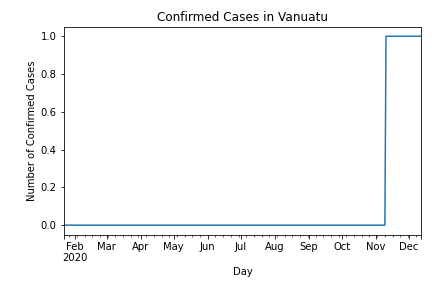 Confirmed Cases in Vanuatu
Number of Confirmed Cases
1.0
0.8
0.6
0.4
0.2
0.0
Feb Mar Apr May Jun Jul Aug Sep Oct Nov Dec
2020
Day